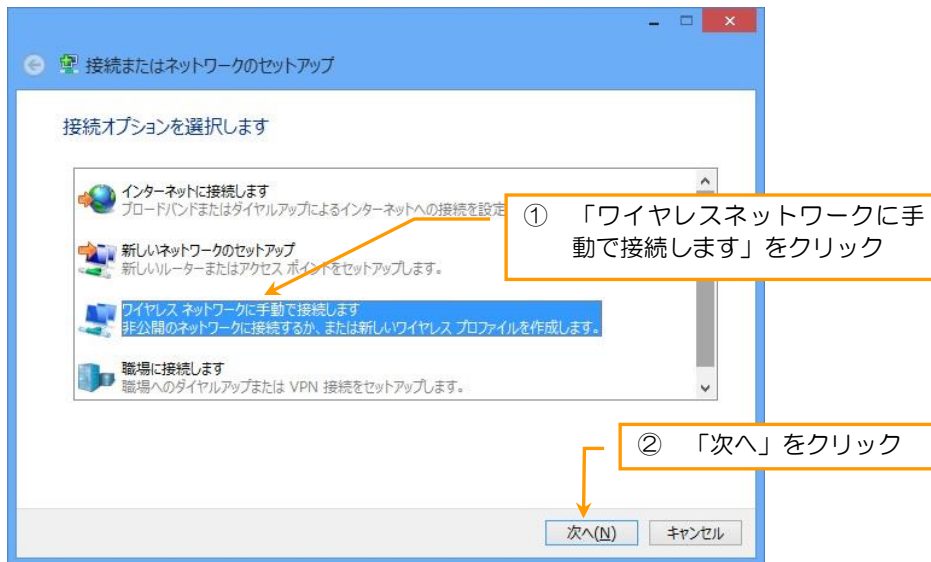 接続またはネットワークのセットアップ
接続オプションを選択します
インターネットに接続します
ブロードバンドまたはダイヤルアップによるインターネットへの接続を設定
① 「ワイヤレスネットワークに手
動で接続します」をクリック
新しいネットワークのセットアップ
新しいルーターまたはアクセス ポイントをセットアップします。
ワイヤレス ネットワークに手動で接続します
非公開のネットワークに接続するか、または新しいワイヤレス プロファイルを作成します。
職場に接続します
職場へのダイヤルアップまたは VPN 接続をセットアップします。
② 「次へ」をクリック
次へ(N)
キャンセル